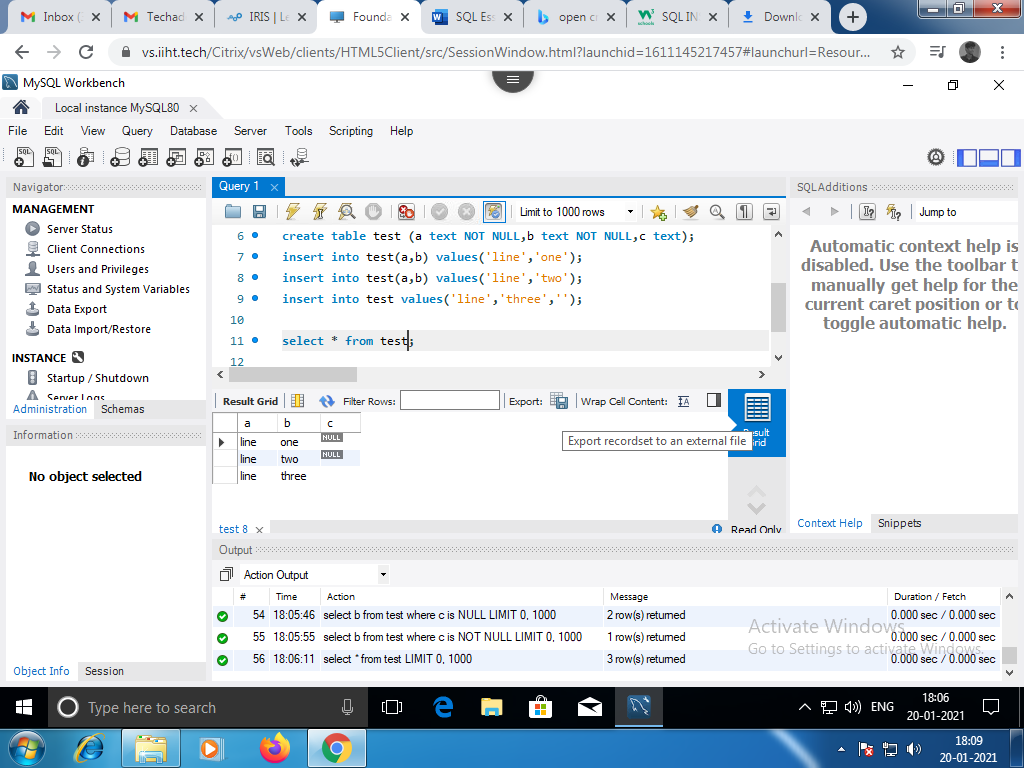 Inbox (
Techad
IRIS | Le
Founda
SQL Ess
open c
SQL IN
Downl
vs.iiht.tech/Citrix/vsWeb/clients/HTML5Client/src/SessionWindow.html?launchid=1611145217457#launchurl=Resour...
MySQL Workbench
Local instance MySQL80
File Edit View Query Database Server Tools Scripting Help
Navigator
MANAGEMENT
Server Status
Client Connections
Users and Privileges
Status and System Variables
Data Export
Data Import/Restore
INSTANCE
Startup / Shutdown
Server Logs
Administration Schemas
Information
No object selected
Object Info Session
Query 1
Limit to 1000 rows
6 create table test (a text NOT NULL,b text NOT NULL,c text);
7 insert into test(a,b) values('line','one');
8 insert into test(a,b) values('line','two');
9 insert into test values('line','three','');
10
11 select * from test;
12
Result Grid Filter Rows: Export: Wrap Cell Content:
a b c
line one NULL
line two NULL
line three
Export recordset to an external file
Result
Grid
test 8
Read Only
SQLAdditions
Jump to
Automatic context help is
disabled. Use the toolbar t
manually get help for the
current caret position or to
toggle automatic help.
Context Help Snippets
Output
Action Output
# Time Action Message Duration / Fetch
54 18:05:46 select b from test where c is NULL LIMIT 0, 1000 2 row(s) returned 0.000 sec / 0.000 sec
55 18:05:55 select b from test where c is NOT NULL LIMIT 0, 1000 1 row(s) returned 0.000 sec / 0.000 sec
56 18:06:11 select * from test LIMIT 0, 1000 3 row(s) returned 0.000 sec / 0.000 sec
Activate Windows
Go to Settings to activate Windows.
Type here to search
ENG
18:06
20-01-2021
18:09
20-01-2021